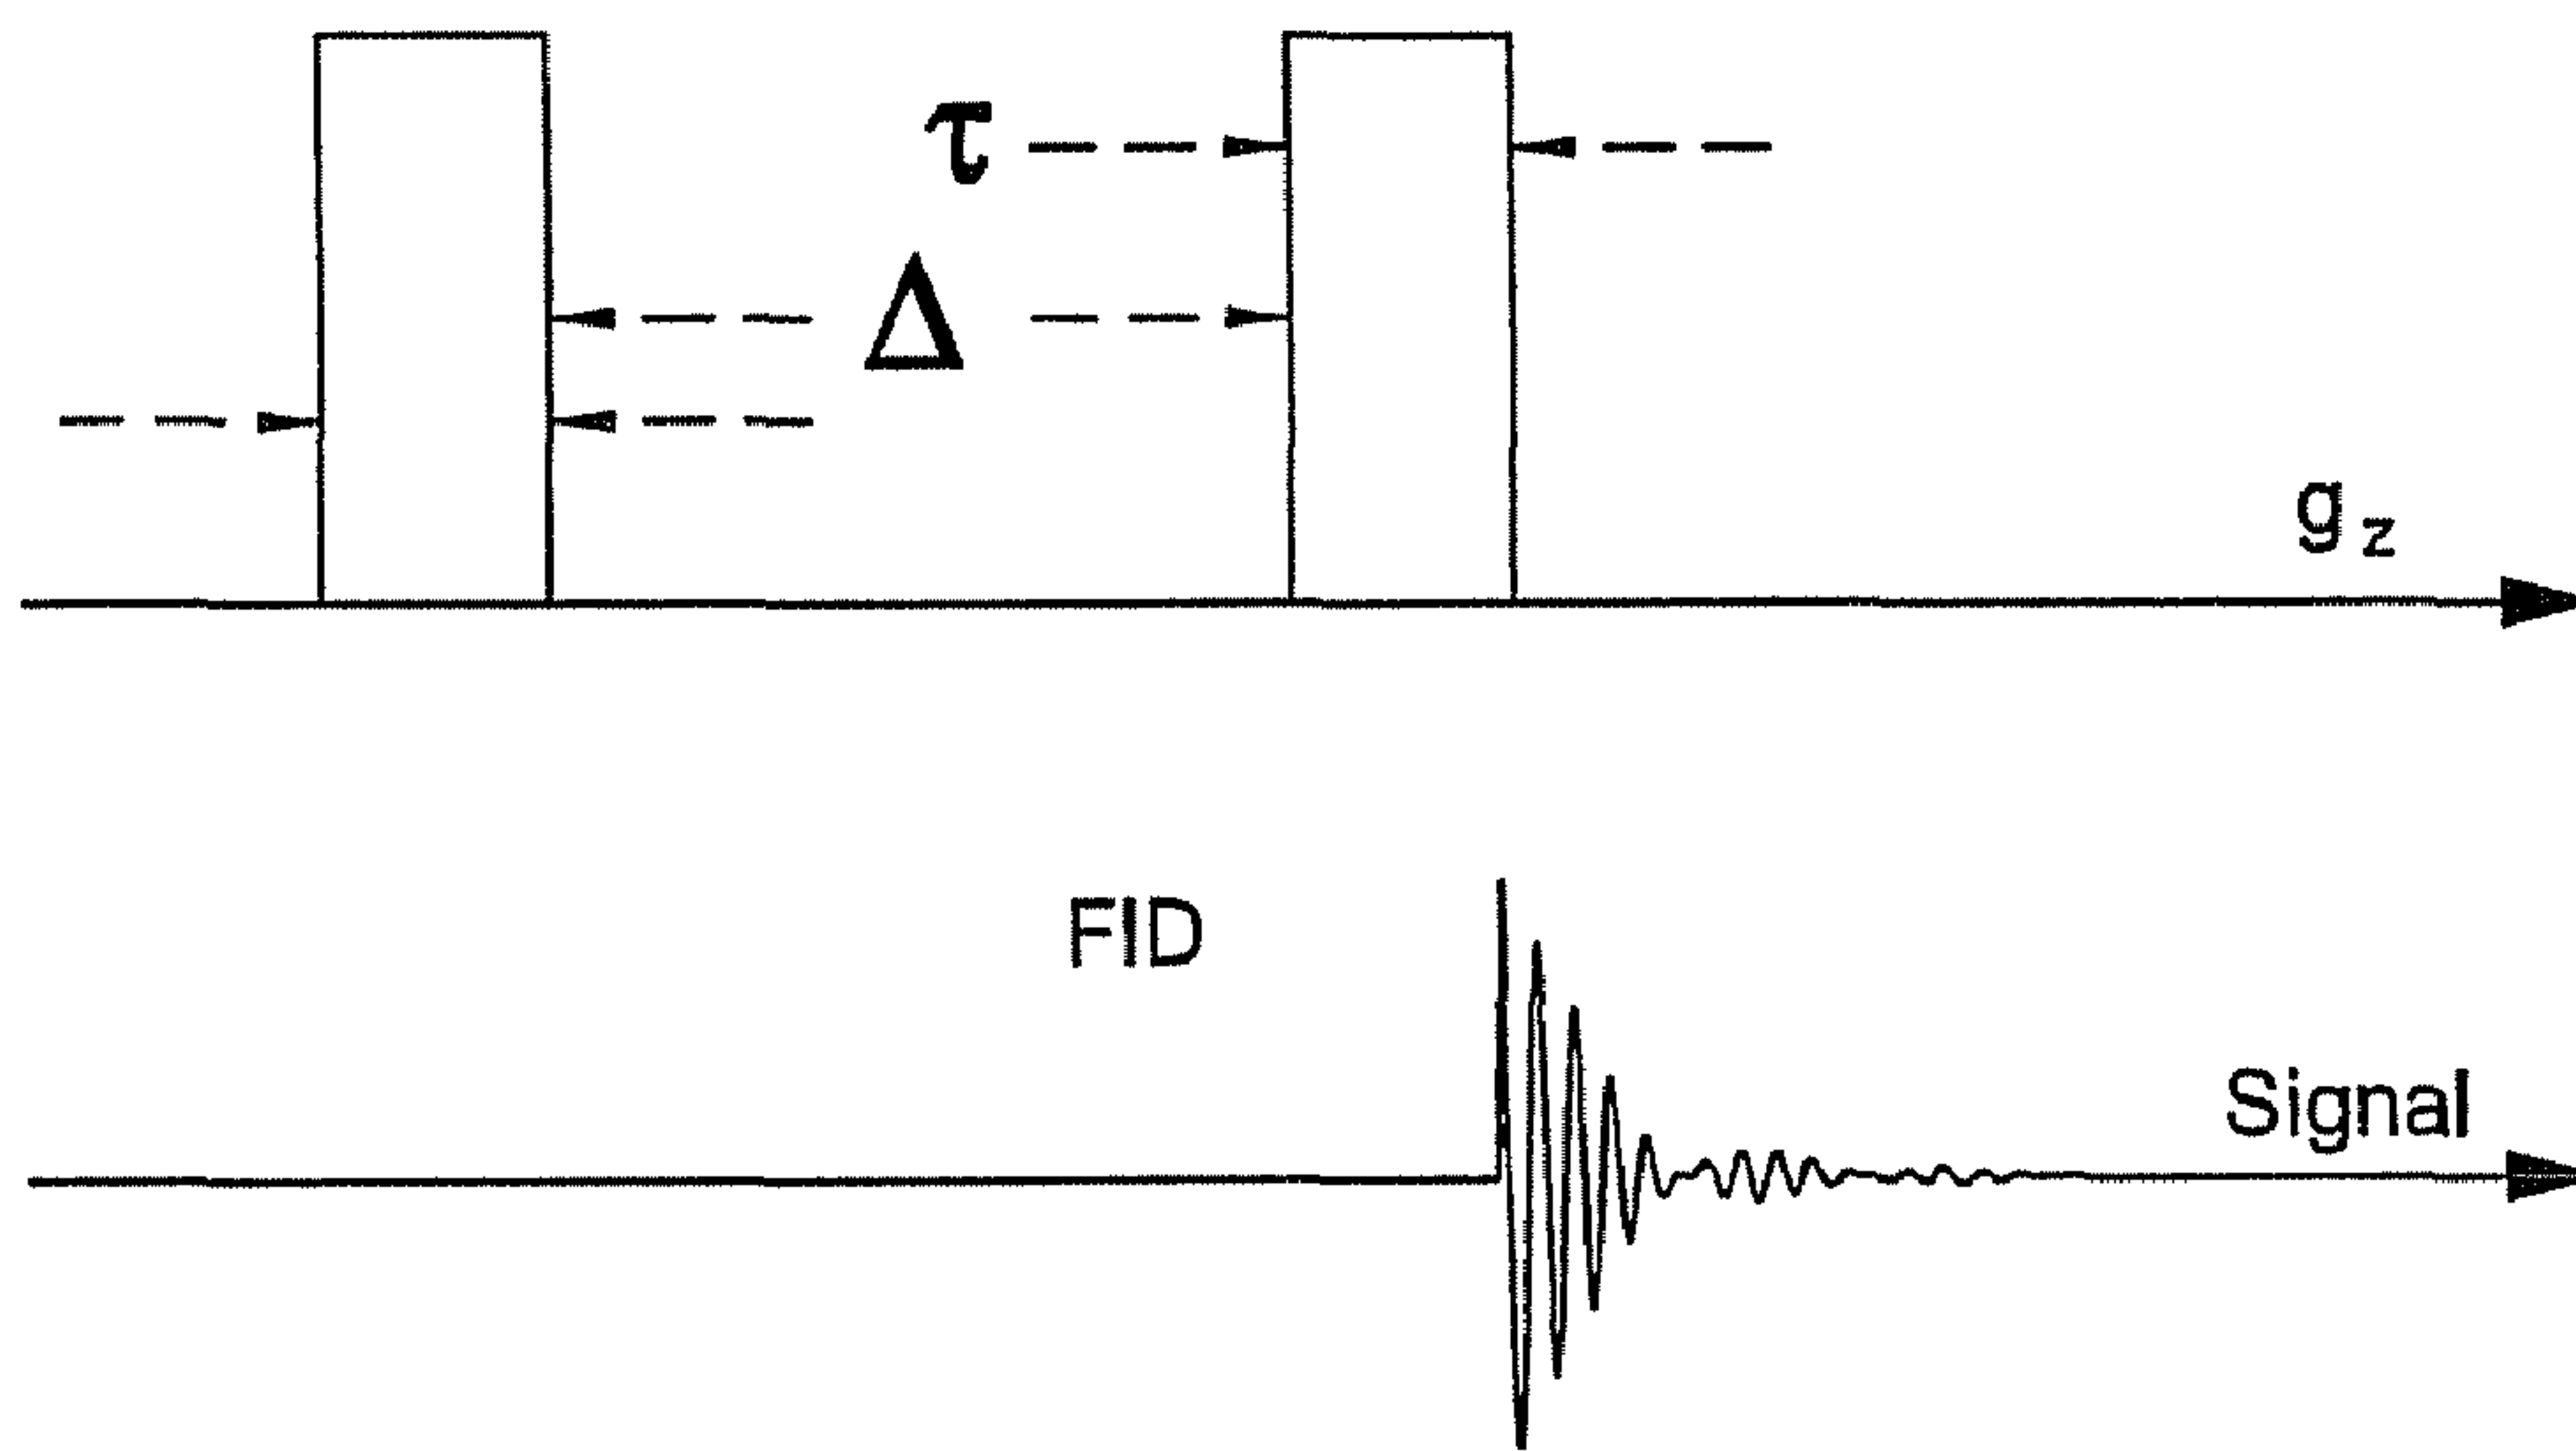 τ
Δ
g z
FID
Signal